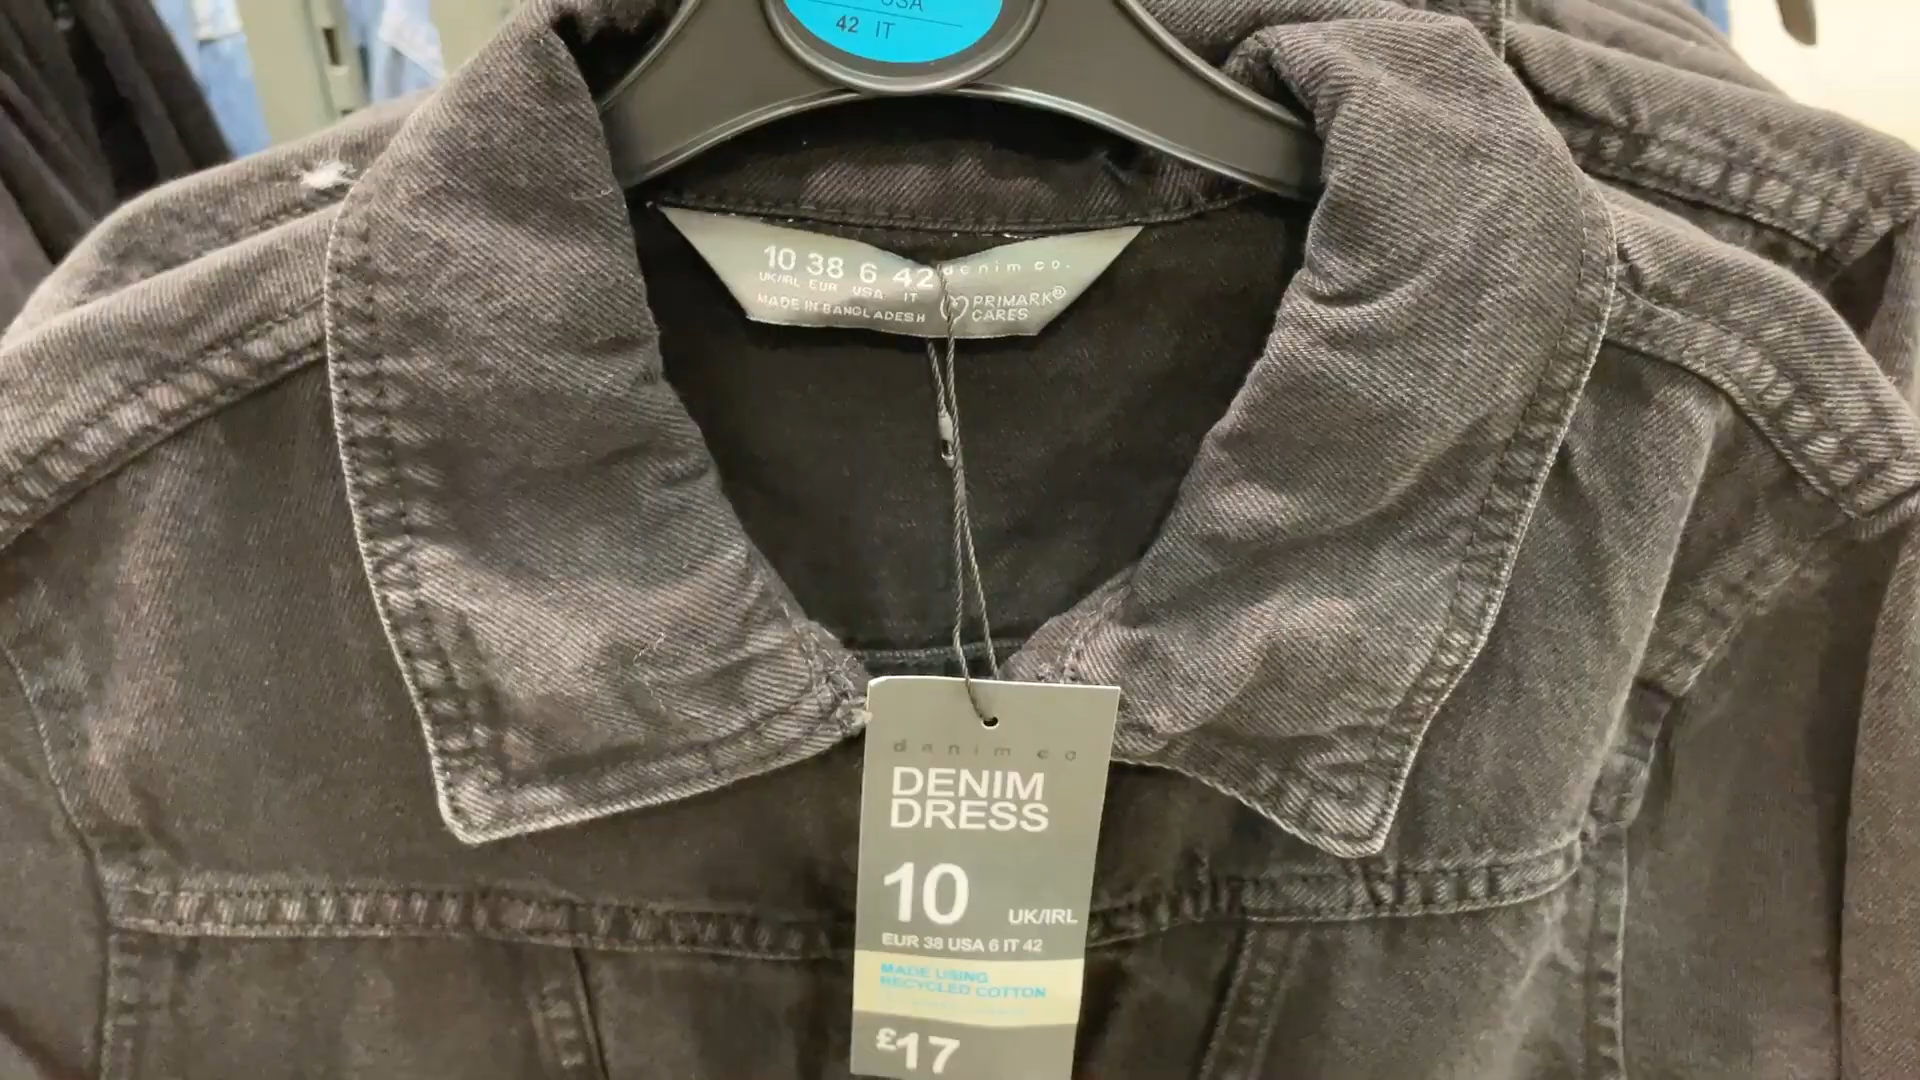 USA
42 IT
10 38 6 42
UK/IRL EUR USA IT
MADE IN BANGLADESH
denim co.
PRIMARK®
CARES
denim co
DENIM
DRESS
10 UK/IRL
EUR 38 USA 6 IT 42
MADE USING
RECYCLED COTTON
£17